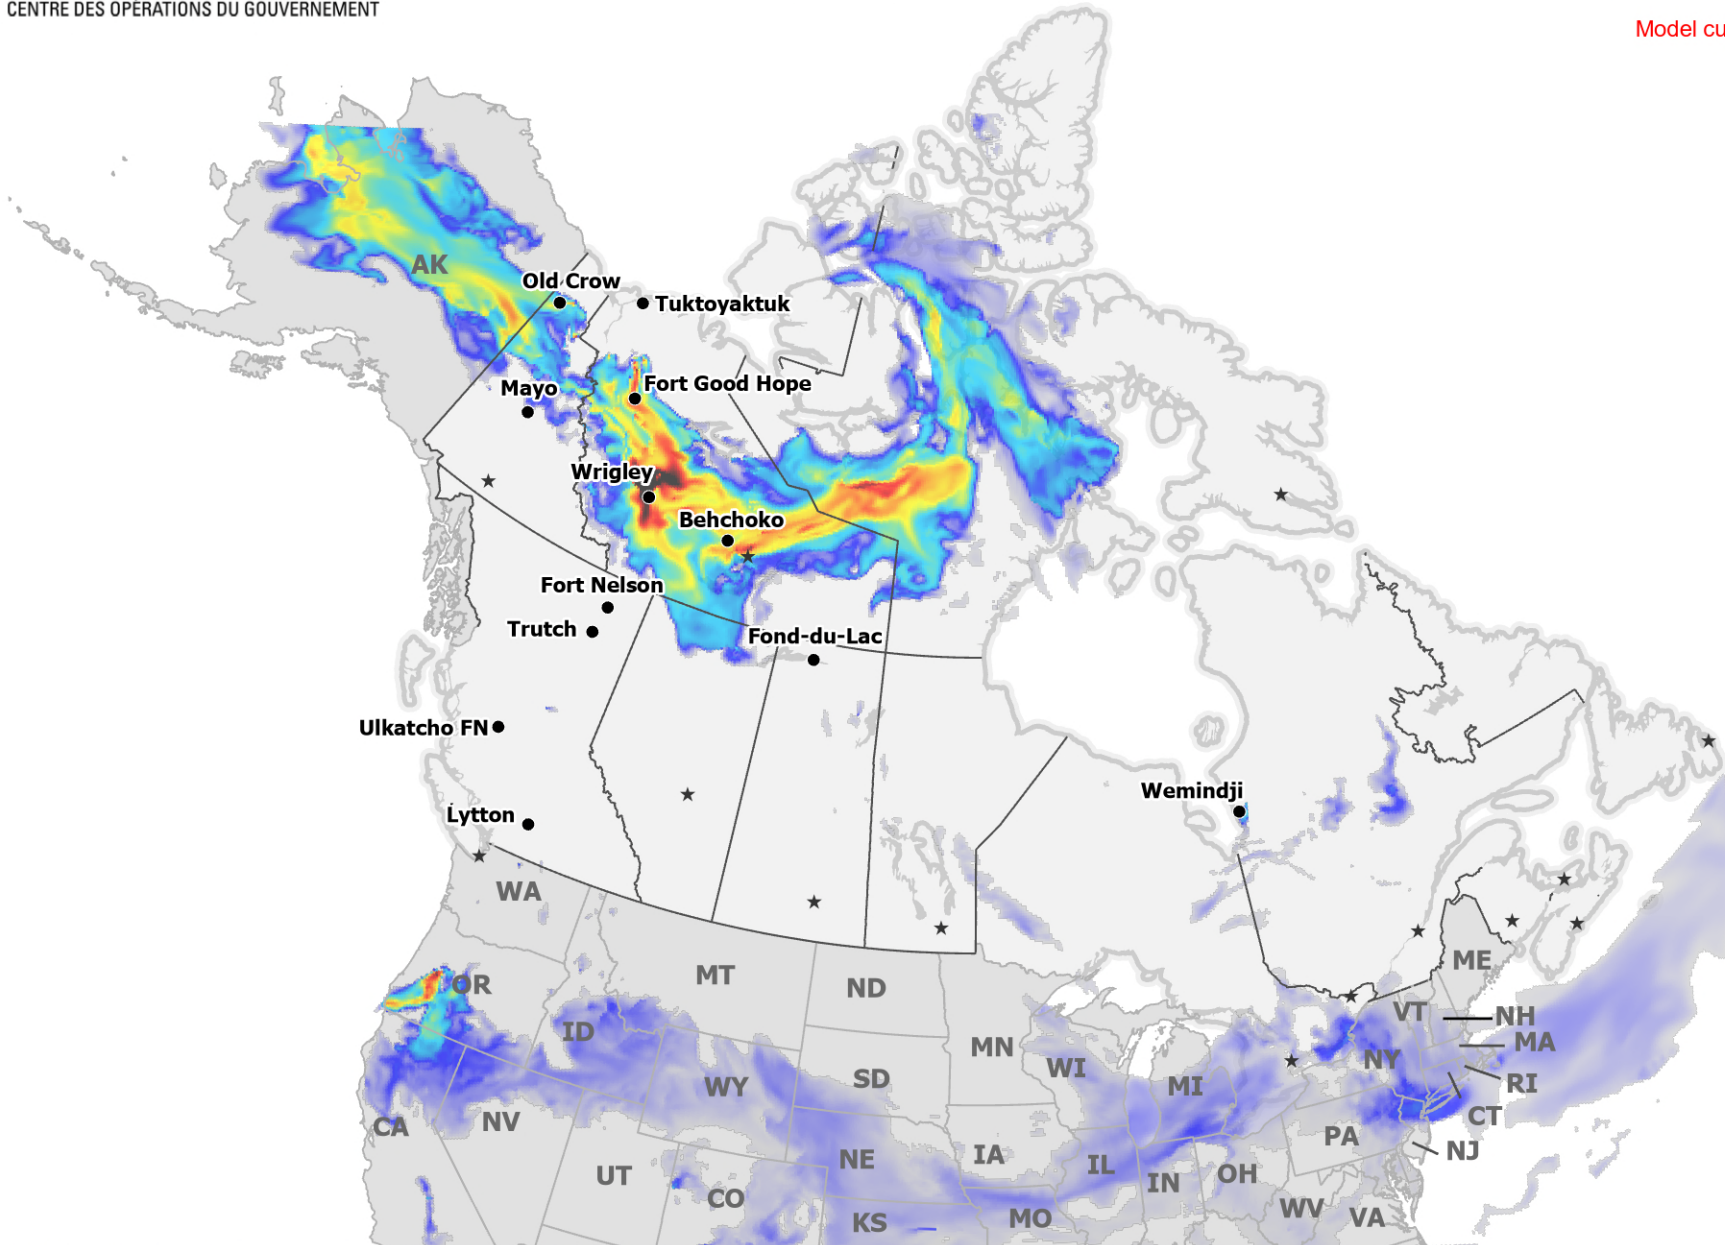 CENTRE DES OPÉRATIONS DU GOUVERNEMENT
Model cu
AK
Old Crow
Tuktoyaktuk
Mayo
Fort Good Hope
Wrigley
Behchoko
Fort Nelson
Trutch
Fond-du-Lac
Ulkatcho FN
Wemindji
Lytton
WA
OR
MT
ND
ME
ID
VT
NH
MN
MA
WI
NY
WY
SD
MI
RI
CA
NV
CT
PA
NJ
NE
IA
IL
UT
IN
OH
CO
KS
MO
WV
VA